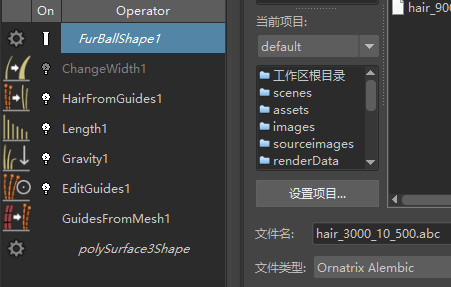 On Operator
FurBallShape1
ChangeWidth1
HairFromGuides1
Length1
Gravity1
EditGuides1
GuidesFromMesh1
polySurface3Shape
hair_900
当前项目:
default
工作区根目录
scenes
assets
images
sourceimages
renderData
设置项目...
文件名:
hair_3000_10_500.abc
文件类型:
Ornatrix Alembic